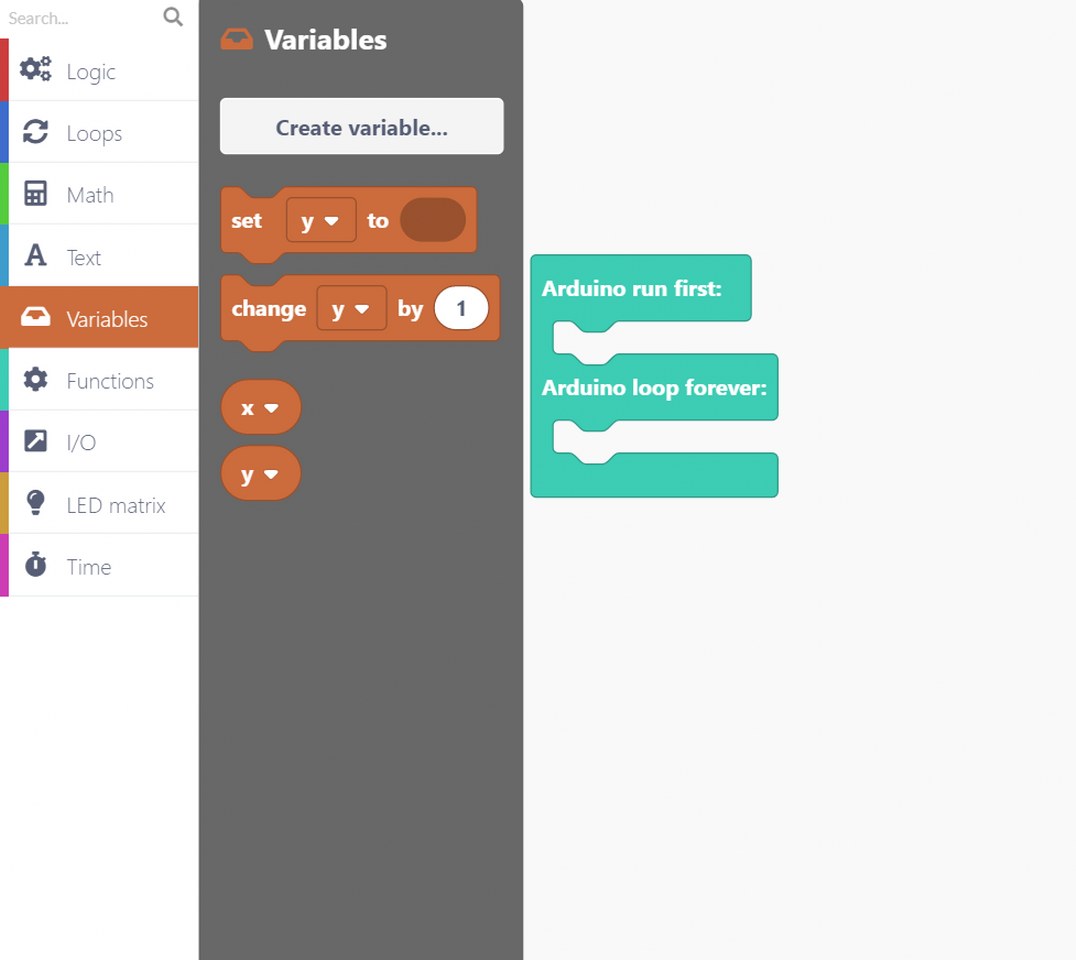 Search...
Logic
Loops
Math
Text
Variables
Functions
I/O
LED matrix
Time
Variables
Create variable...
set y to
change y by 1
x
y
Arduino run first:
Arduino loop forever: